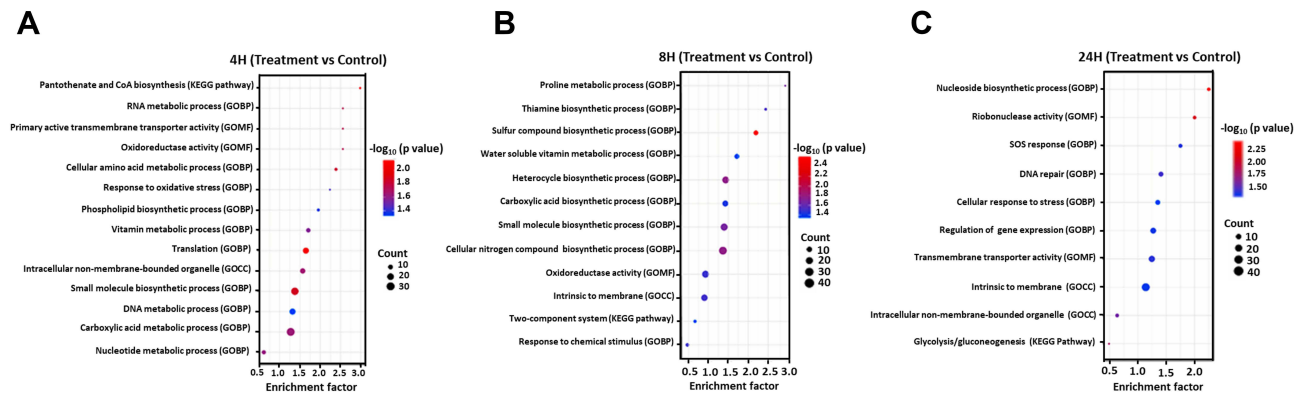 A
4H (Treatment vs Control)
Pantothenate and CoA biosynthesis (KEGG pathway)
RNA metabolic process (GOBP)
Primary active transmembrane transporter activity (GOMF)
Oxidoreductase activity (GOMF)
Cellular amino acid metabolic process (GOBP)
Response to oxidative stress (GOBP)
Phospholipid biosynthetic process (GOBP)
Vitamin metabolic process (GOBP)
Translation (GOBP)
Intracellular non-membrane-bounded organelle (GOCC)
Small molecule biosynthetic process (GOBP)
DNA metabolic process (GOBP)
Carboxylic acid metabolic process (GOBP)
Nucleotide metabolic process (GOBP)
0.5 1.0 1.5 2.0 2.5 3.0
Enrichment factor
-log10 (p value)
2.0
1.8
1.6
1.4
Count
10
20
30
B
8H (Treatment vs Control)
Proline metabolic process (GOBP)
Thiamine biosynthetic process (GOBP)
Sulfur compound biosynthetic process (GOBP)
Water soluble vitamin metabolic process (GOBP)
Heterocycle biosynthetic process (GOBP)
Carboxylic acid biosynthetic process (GOBP)
Small molecule biosynthetic process (GOBP)
Cellular nitrogen compound biosynthetic process (GOBP)
Oxidoreductase activity (GOMF)
Intrinsic to membrane (GOCC)
Two-component system (KEGG pathway)
Response to chemical stimulus (GOBP)
0.5 1.0 1.5 2.0 2.5 3.0
Enrichment factor
-log10 (p value)
2.4
2.2
2.0
1.8
1.6
1.4
Count
10
20
30
40
C
24H (Treatment vs Control)
Nucleoside biosynthetic process (GOBP)
Riboonuclease activity (GOMF)
SOS response (GOBP)
DNA repair (GOBP)
Cellular response to stress (GOBP)
Regulation of gene expression (GOBP)
Transmembrane transporter activity (GOMF)
Intrinsic to membrane (GOCC)
Intracellular non-membrane-bounded organelle (GOCC)
Glycolysis/gluconeogenesis (KEGG Pathway)
0.5 1.0 1.5 2.0
Enrichment factor
-log10 (p value)
2.25
2.00
1.75
1.50
Count
10
20
30
40